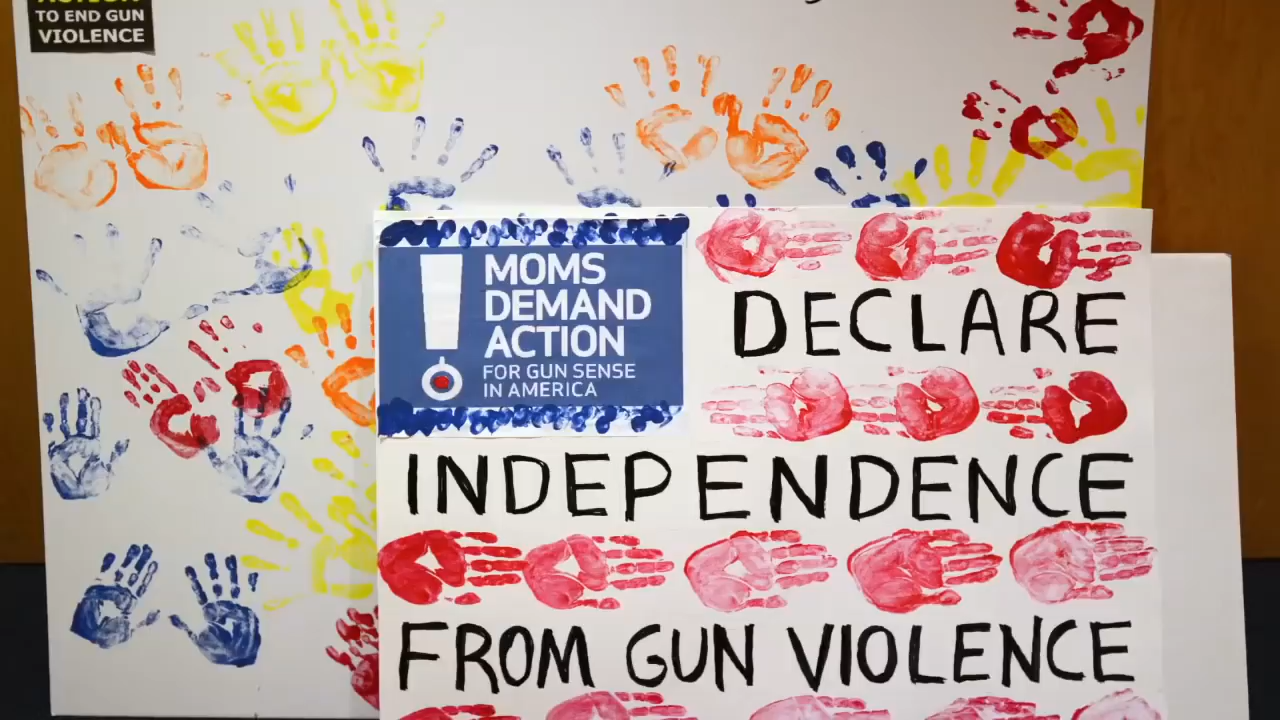 TO END GUN
VIOLENCE
MOMS
DEMAND
ACTION
FOR GUN SENSE
IN AMERICA
DECLARE
INDEPENDENCE
FROM GUN VIOLENCE